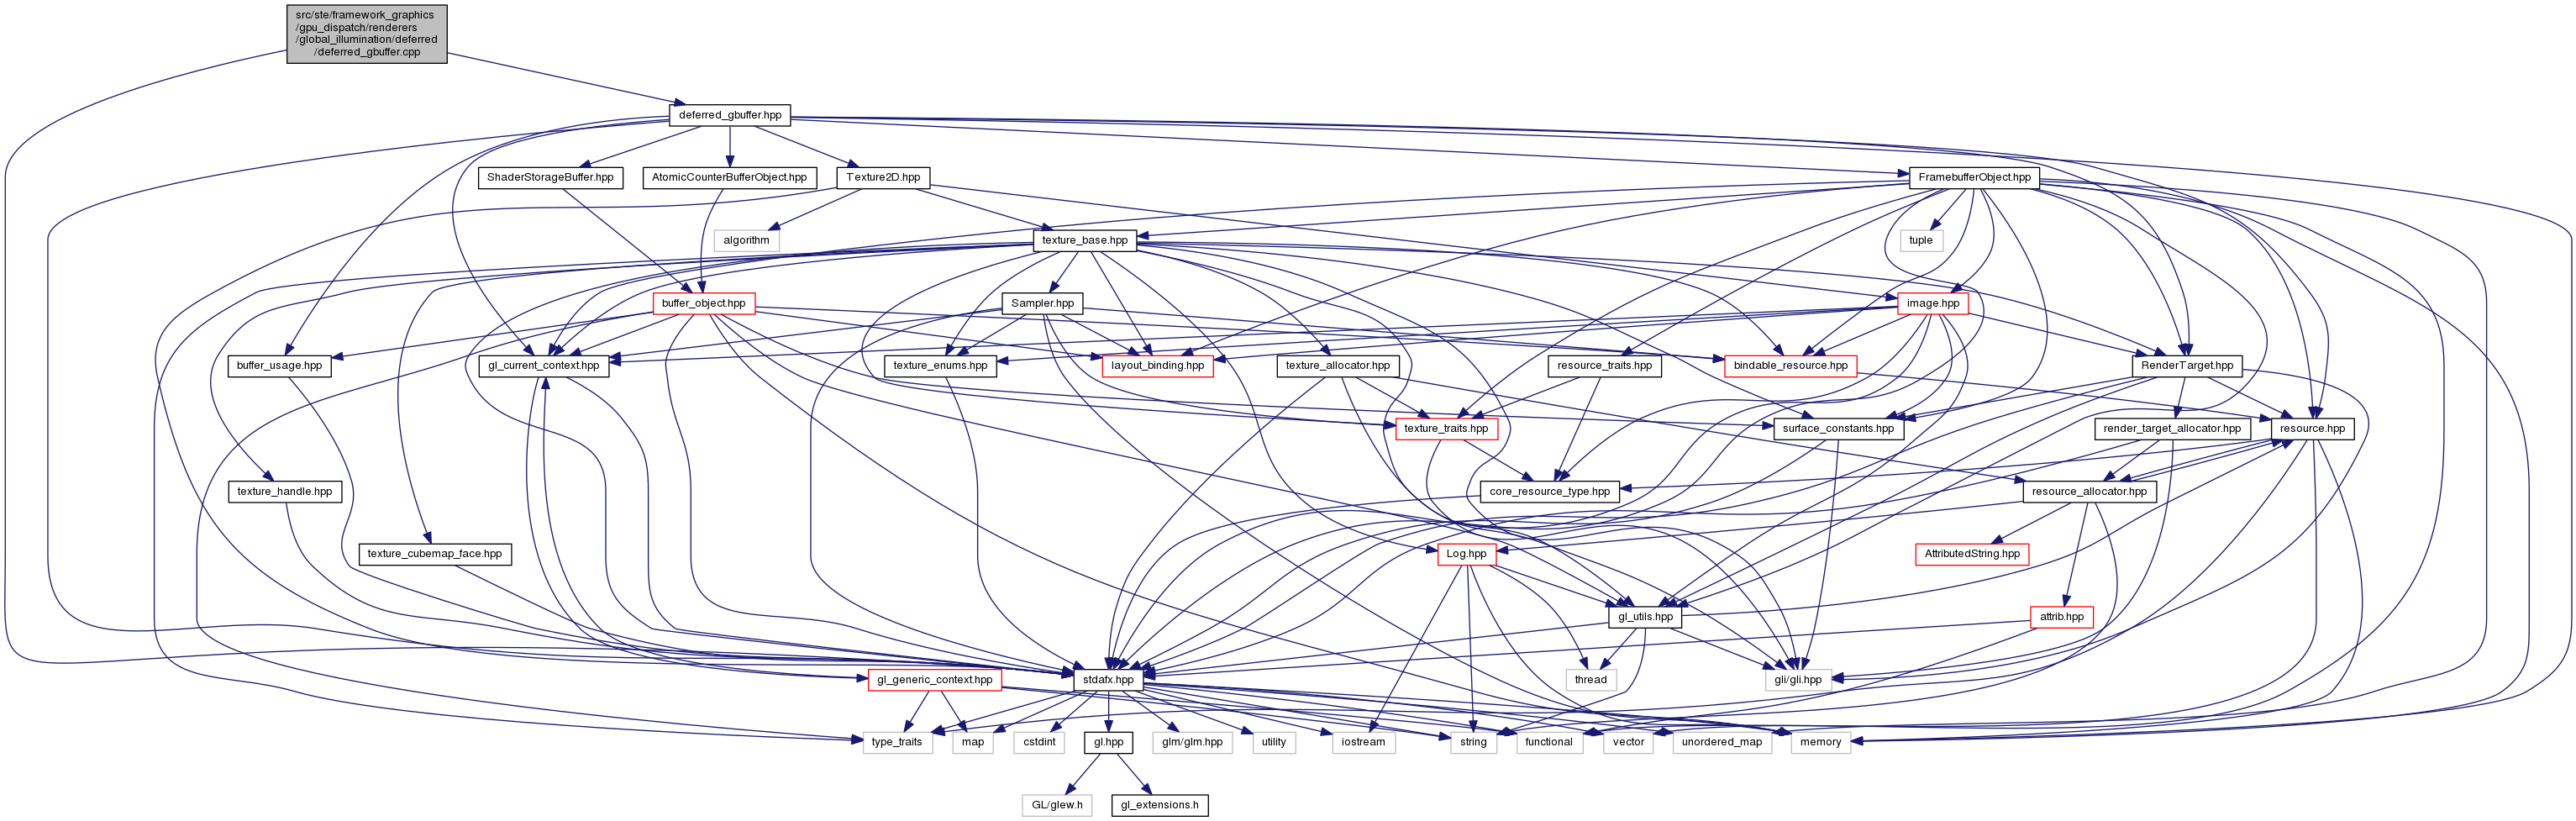 src/ste/framework_graphics
/gpu_dispatch/renderers
/global_illumination/deferred
/deferred_gbuffer.cpp
deferred_gbuffer.hpp
ShaderStorageBuffer.hpp
AtomicCounterBufferObject.hpp
Texture2D.hpp
FramebufferObject.hpp
algorithm
texture_base.hpp
tuple
buffer_object.hpp
Sampler.hpp
image.hpp
buffer_usage.hpp
gl_current_context.hpp
texture_enums.hpp
layout_binding.hpp
texture_allocator.hpp
resource_traits.hpp
bindable_resource.hpp
RenderTarget.hpp
texture_traits.hpp
surface_constants.hpp
render_target_allocator.hpp
resource.hpp
texture_handle.hpp
core_resource_type.hpp
resource_allocator.hpp
texture_cubemap_face.hpp
Log.hpp
AttributedString.hpp
gl_utils.hpp
attrib.hpp
gl_generic_context.hpp
stdafx.hpp
thread
gli/gli.hpp
type_traits
map
cstdint
gl.hpp
glm/glm.hpp
utility
iostream
string
functional
vector
unordered_map
memory
GL/glew.h
gl_extensions.h